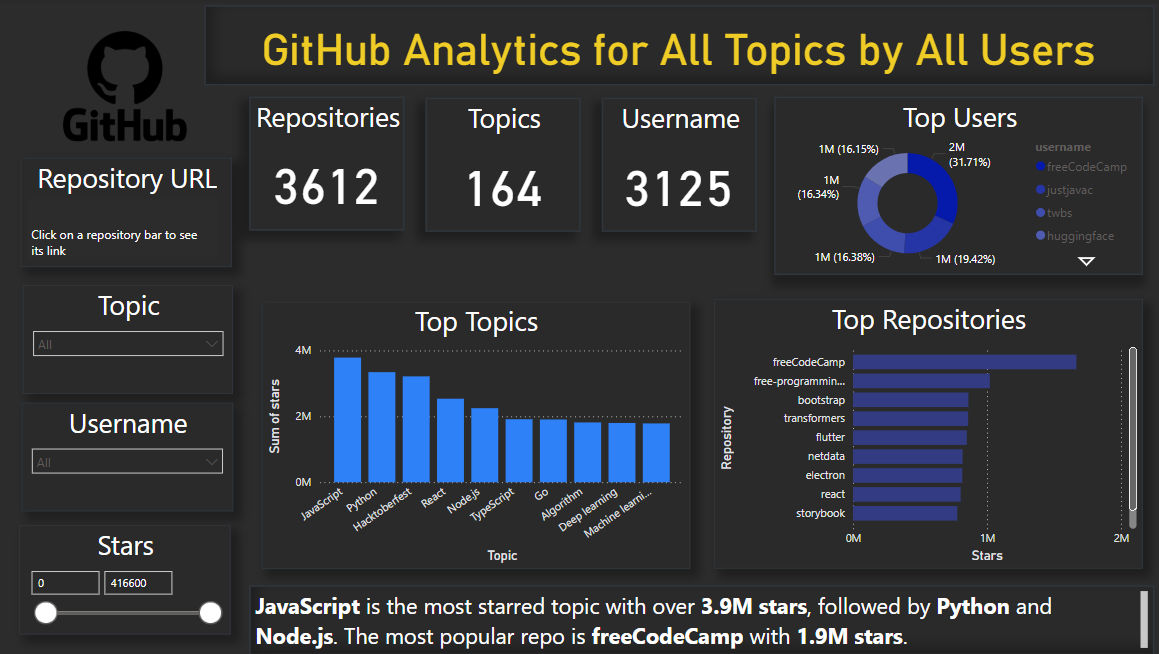 GitHub
GitHub Analytics for All Topics by All Users
Repositories
3612
Topics
164
Username
3125
Top Users
1M (16.15%)
2M
(31.71%)
1M
(16.34%)
1M (16.38%)
1M (19.42%)
username
freeCodeCamp
justjavac
twbs
huggingface
Repository URL
Click on a repository bar to see
its link
Topic
All
Username
All
Stars
0
416600
Top Topics
Sum of stars
4M
2M
0M
JavaScript
Python
Hacktoberfest
React
Node.js
TypeScript
Go
Algorithm
Deep learning
Machine learni...
Topic
Top Repositories
Repository
freeCodeCamp
free-programmin...
bootstrap
transformers
flutter
netdata
electron
react
storybook
0M
1M
2M
Stars
JavaScript is the most starred topic with over 3.9M stars, followed by Python and
Node.js. The most popular repo is freeCodeCamp with 1.9M stars.